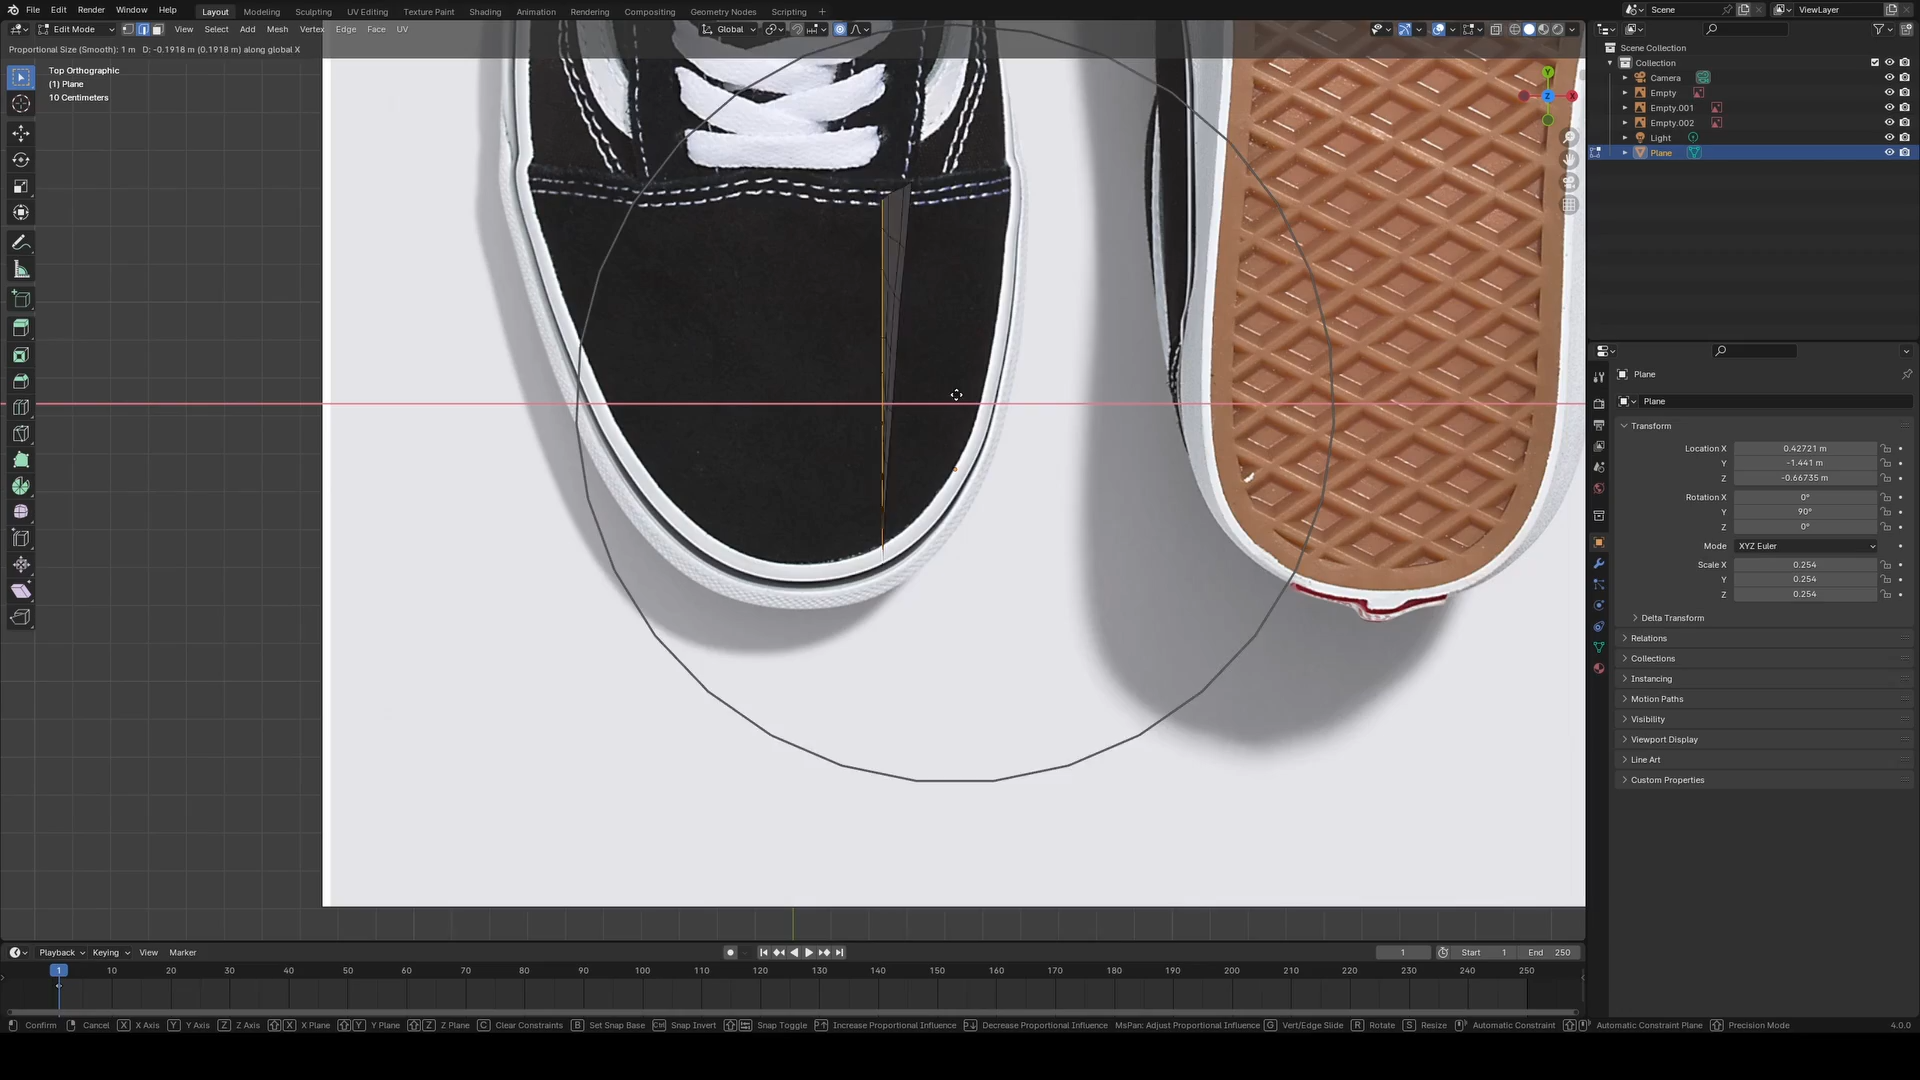 File Edit Render Window Help Layout Modeling Sculpting UV Editing Texture Paint Shading Animation Rendering Compositing Geometry Nodes Scripting + Scene ViewLayer
Edit Mode View Select Add Mesh Vertex Edge Face UV Global
Proportional Size (Smooth): 1 m D: -0.1918 m (0.1918 m) along global X
Top Orthographic
(1) Plane
10 Centimeters
Y
Z
X
Scene Collection
Collection
Camera
Empty
Empty.001
Empty.002
Light
Plane
Plane
Plane
Transform
Location X 0.42721 m
Y -1.441 m
Z -0.66735 m
Rotation X 0°
Y 90°
Z 0°
Mode XYZ Euler
Scale X 0.254
Y 0.254
Z 0.254
Delta Transform
Relations
Collections
Instancing
Motion Paths
Visibility
Viewport Display
Line Art
Custom Properties
Playback Keying View Marker 1 Start 1 End 250
1 10 20 30 40 50 60 70 80 90 100 110 120 130 140 150 160 170 180 190 200 210 220 230 240 250
Confirm Cancel X X Axis Y Y Axis Z Z Axis X X Plane Y Y Plane Z Z Plane C Clear Constraints B Set Snap Base Ctrl Snap Invert Snap Toggle Increase Proportional Influence Decrease Proportional Influence MsPan: Adjust Proportional Influence G Vert/Edge Slide R Rotate S Resize Automatic Constraint Automatic Constraint Plane Precision Mode 4.0.0